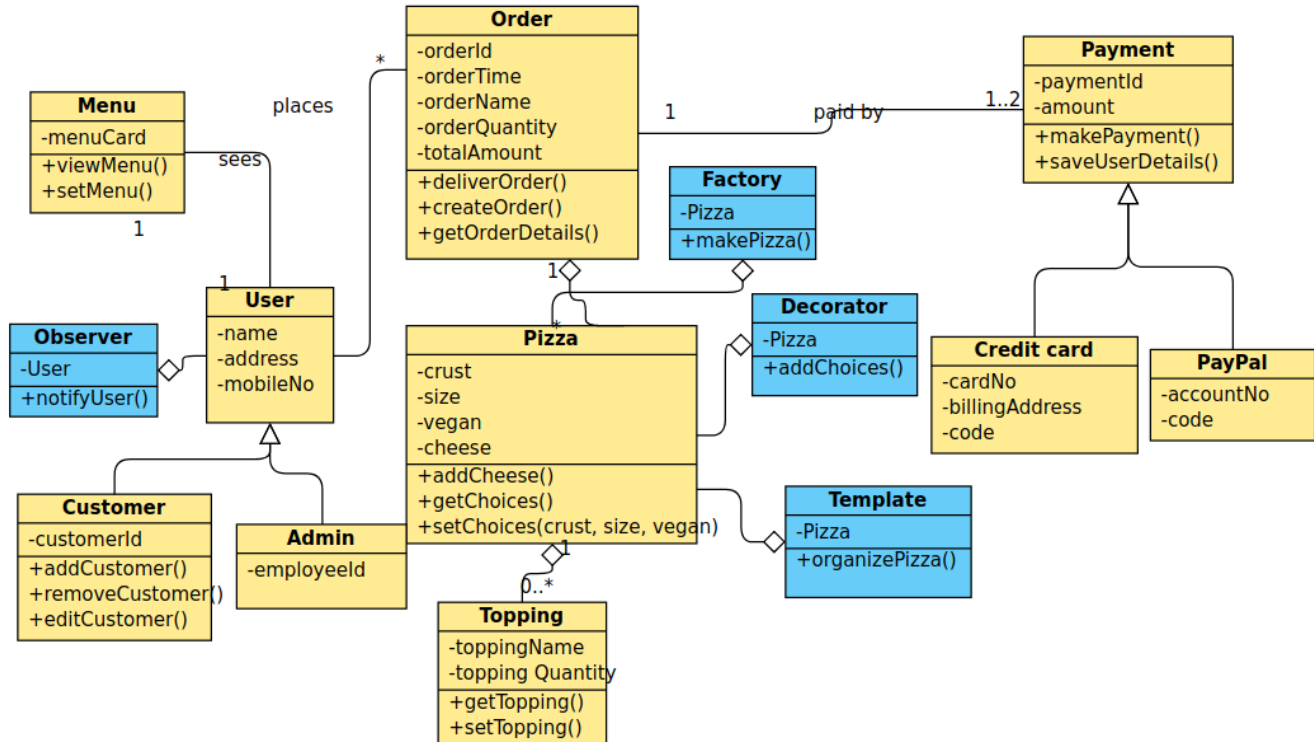 Order
-orderId
-orderTime
-orderName
-orderQuantity
-totalAmount
+deliverOrder()
+createOrder()
+getOrderDetails()
*
places
Menu
-menuCard
+viewMenu()
+setMenu()
sees
1
1
1
paid by
1..2
Payment
-paymentId
-amount
+makePayment()
+saveUserDetails()
Factory
-Pizza
+makePizza()
1
*
User
-name
-address
-mobileNo
Observer
-User
+notifyUser()
Pizza
-crust
-size
-vegan
-cheese
+addCheese()
+getChoices()
+setChoices(crust, size, vegan)
Decorator
-Pizza
+addChoices()
Credit card
-cardNo
-billingAddress
-code
PayPal
-accountNo
-code
Customer
-customerId
+addCustomer()
+removeCustomer()
+editCustomer()
Admin
-employeeId
Template
-Pizza
+organizePizza()
1
0..*
Topping
-toppingName
-topping Quantity
+getTopping()
+setTopping()